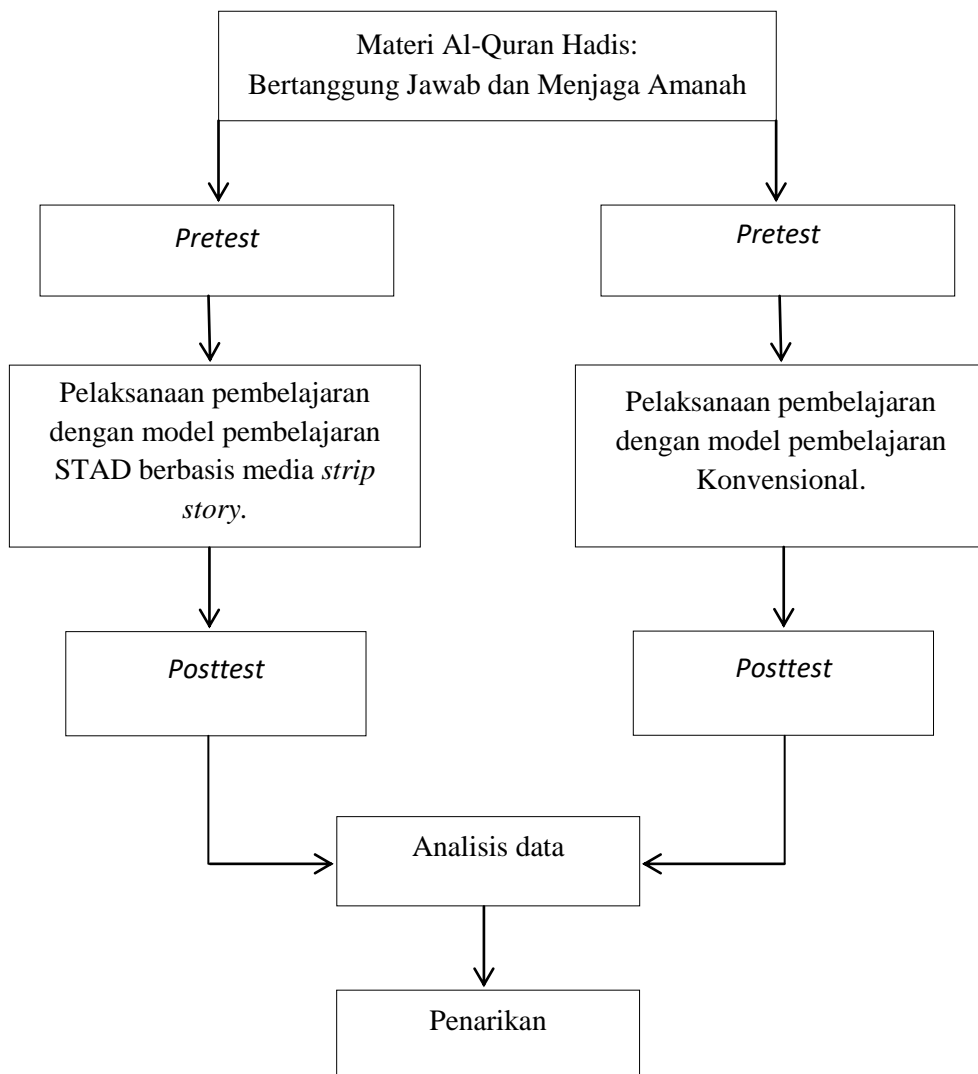 Materi Al-Quran Hadis:
Bertanggung Jawab dan Menjaga Amanah
Pretest
Pretest
Pelaksanaan pembelajaran
dengan model pembelajaran
STAD berbasis media strip
story.
Pelaksanaan pembelajaran
dengan model pembelajaran
Konvensional.
Posttest
Posttest
Analisis data
Penarikan